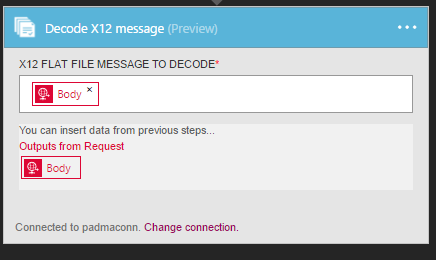 Decode X12 message (Preview)
X12 FLAT FILE MESSAGE TO DECODE*
Body ×
You can insert data from previous steps...
Outputs from Request
Body
Connected to padmaconn. Change connection.